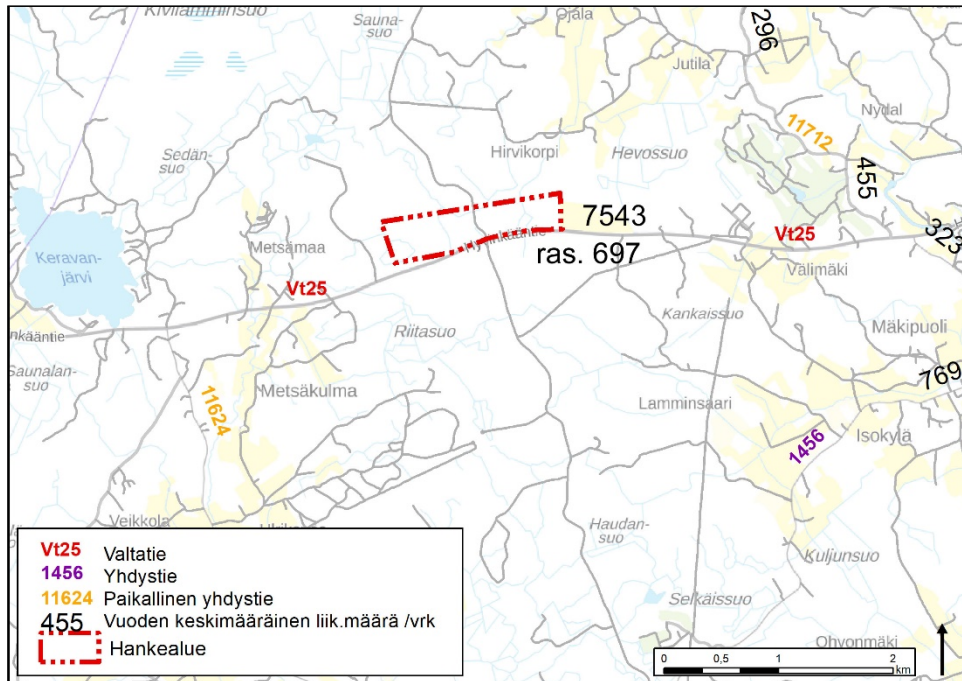 Kivilamminsuo
Sauna-
suo
Ojala
296
Jutila
Nydal
11712
Sedän-
suo
Hirvikorpi
Hevossuo
455
7543
Keravan-
järvi
Metsämaa
ras. 697
Vt25
323
Välimäki
Vt25
Riitasuo
Kankaissuo
nkääntie
Mäkipuoli
Saunalan-
suo
769
Metsäkulma
11624
Lamminsaari
Isokylä
1456
Veikkola
Haudan-
suo
Kuljunsuo
Selkäissuo
Ohvonmäki
Vt25 Valtatie
1456 Yhdystie
11624 Paikallinen yhdystie
455 Vuoden keskimääräinen liik.määrä /vrk
Hankealue
0 0,5 1 2
km